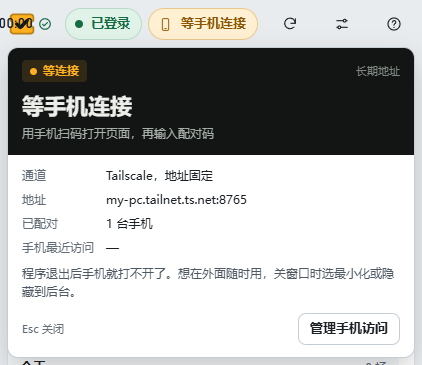 已登录
等手机连接
等连接
长期地址
等手机连接
用手机扫码打开页面，再输入配对码
通道 Tailscale，地址固定
地址 my-pc.tailnet.ts.net:8765
已配对 1 台手机
手机最近访问 —
程序退出后手机就打不开了。想在外面随时用，关窗口时选最小化或隐
藏到后台。
Esc 关闭
管理手机访问